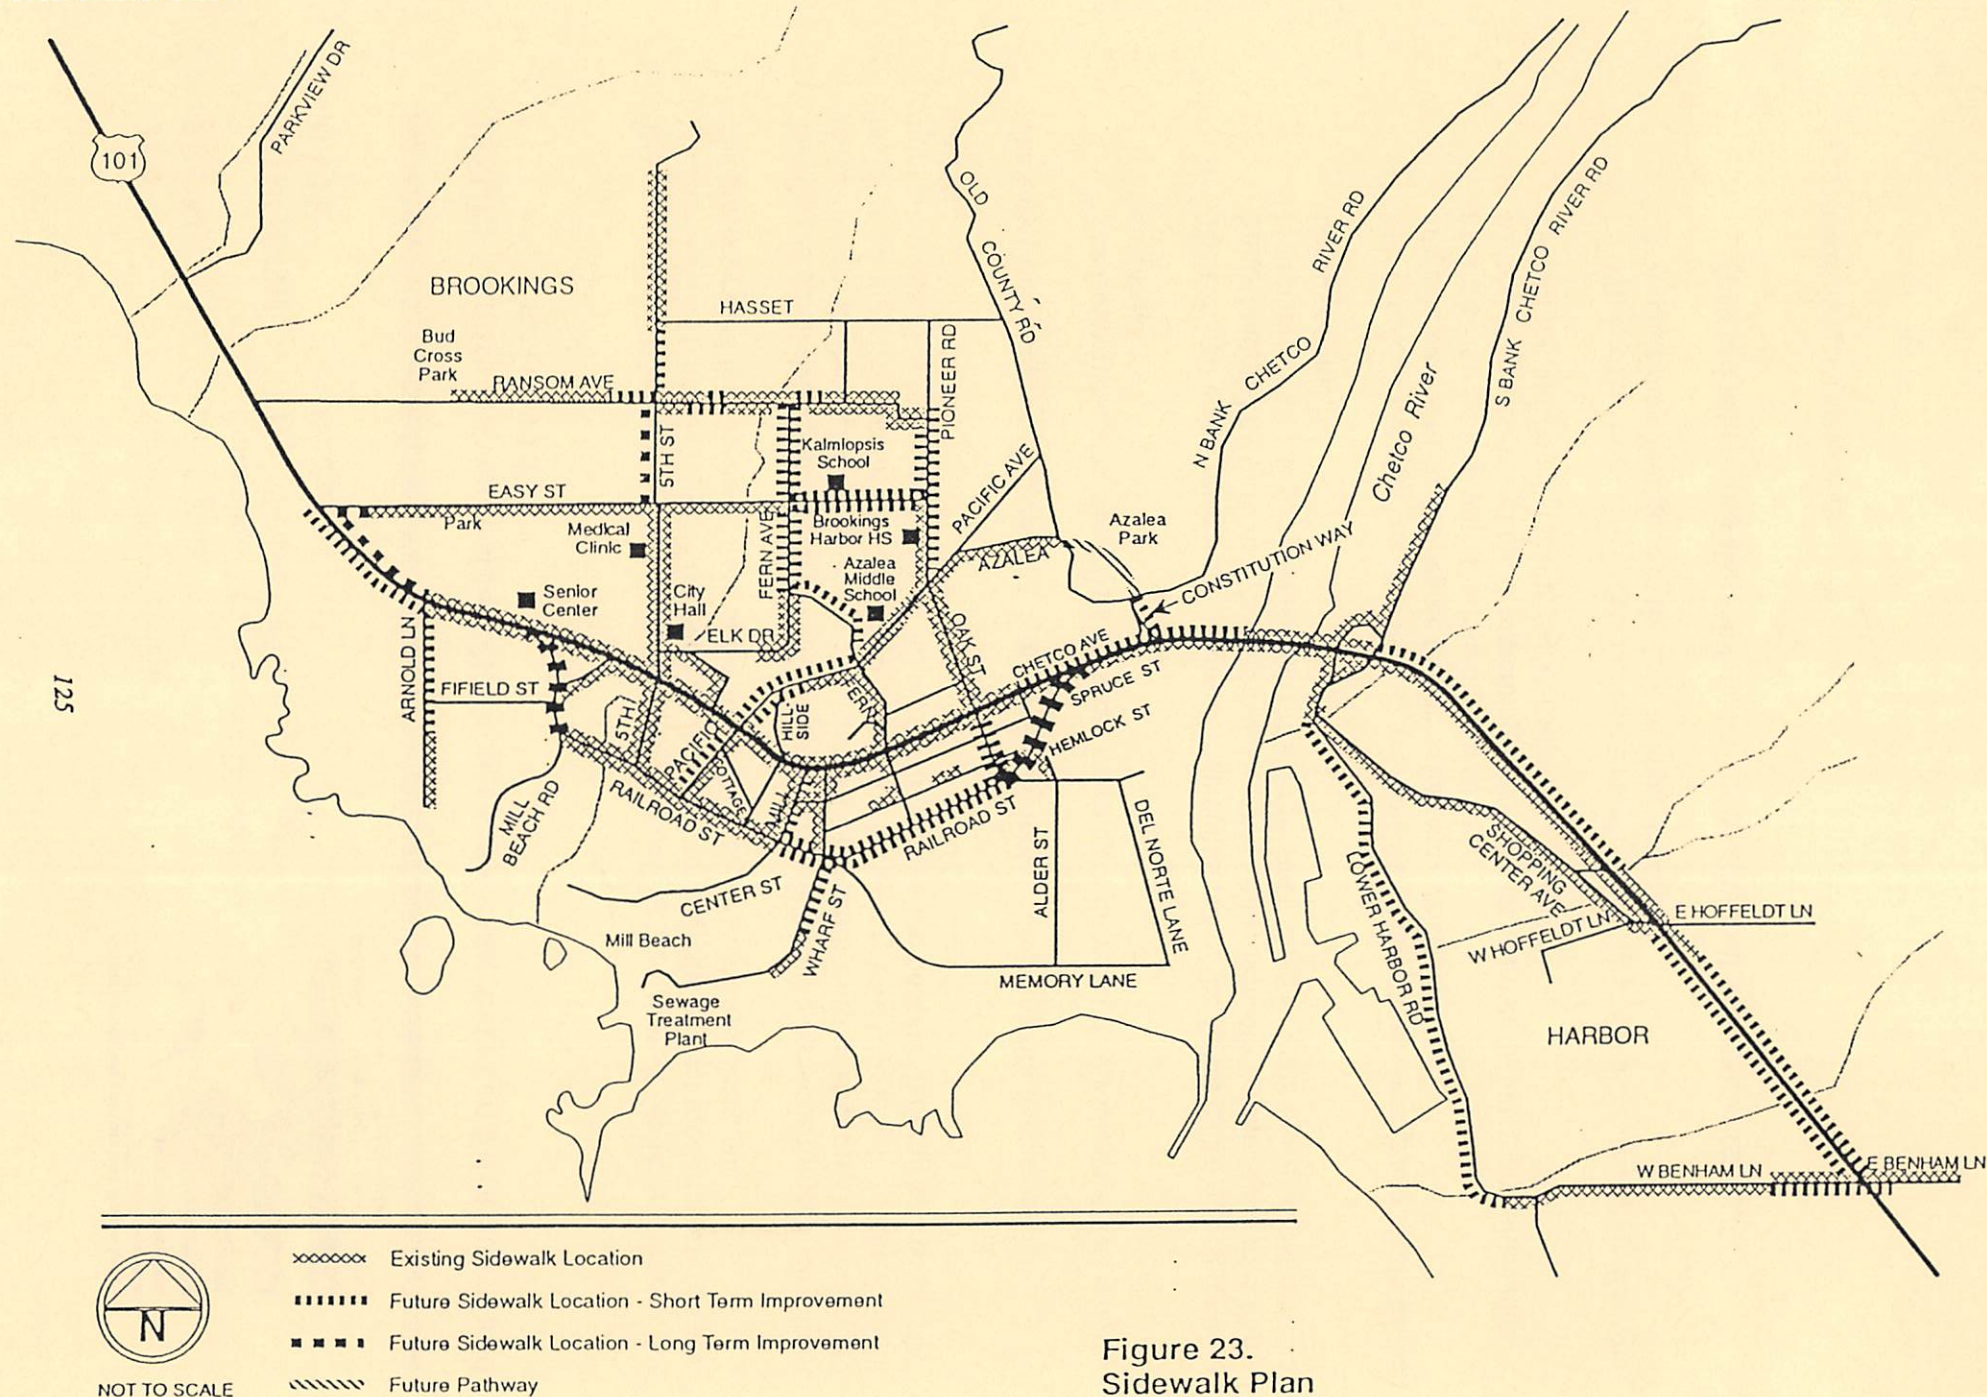 PARKVIEW DR
101
BROOKINGS
Bud
Cross
Park
HASSET
RANSOM AVE
OLD
COUNTY RD
PIONEER RD
RIVER RD
CHETCO
N BANK
S BANK CHETCO RIVER RD
Chetco River
5TH ST
Kalmiopsis
School
PACIFIC AVE
EASY ST
Park
Medical
Clinic
FERN AVE
Brookings
Harbor HS
Azalea
Middle
School
AZALEA
Azalea
Park
CONSTITUTION WAY
Senior
Center
City
Hall
ELK DR
OAK ST
CHETCO AVE
SPRUCE ST
HEMLOCK ST
ARNOLD LN
FIFIELD ST
5TH
PACIFIC
COTTAGE
HILL-
SIDE
FERN
MILL
125
MILL
BEACH RD
RAILROAD ST
RAILROAD ST
CENTER ST
WHARF ST
ALDER ST
DEL NORTE LANE
MEMORY LANE
Mill Beach
Sewage
Treatment
Plant
SHOPPING
CENTER AVE
LOWER HARBOR RD
W HOFFELDT LN
E HOFFELDT LN
HARBOR
W BENHAM LN
E BENHAM LN
N
NOT TO SCALE
Existing Sidewalk Location
Future Sidewalk Location - Short Term Improvement
Future Sidewalk Location - Long Term Improvement
Future Pathway
Figure 23.
Sidewalk Plan